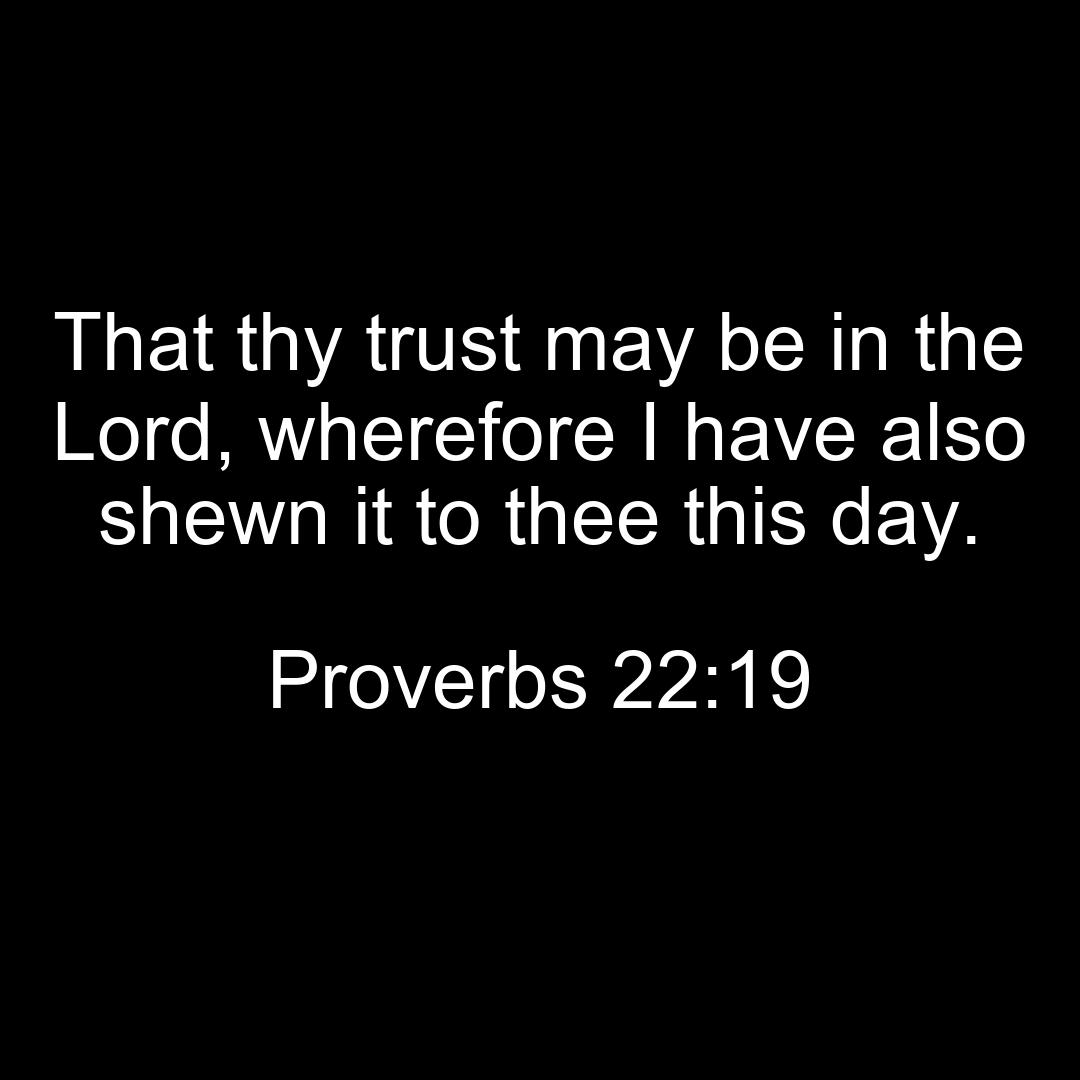 That thy trust may be in the
Lord, wherefore I have also
shewn it to thee this day.
Proverbs 22:19